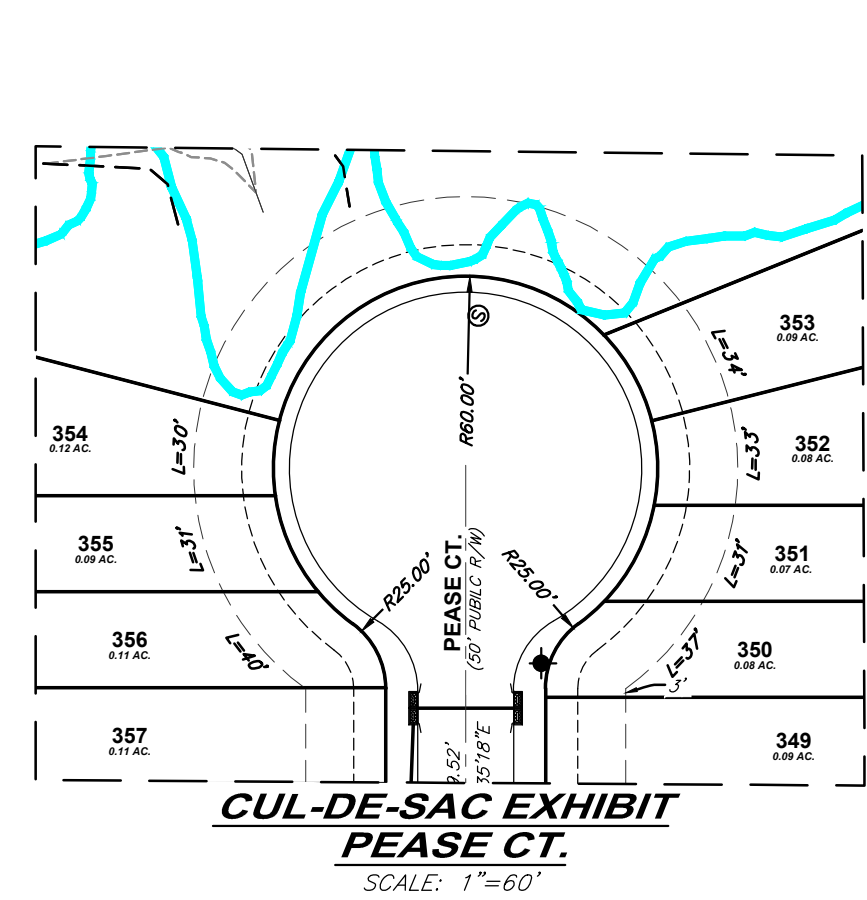 353
0.09 AC.
L=34'
354
0.12 AC.
L=30'
R60.00'
L=33'
352
0.08 AC.
S
355
0.09 AC.
L=31'
R25.00'
PEASE CT.
(50' PUBILC R/W)
R25.00'
L=31'
351
0.07 AC.
356
0.11 AC.
L=40'
L=37'
350
0.08 AC.
3'
357
0.11 AC.
9.52'
35'18"E
349
0.09 AC.
CUL-DE-SAC EXHIBIT
PEASE CT.
SCALE: 1"=60'